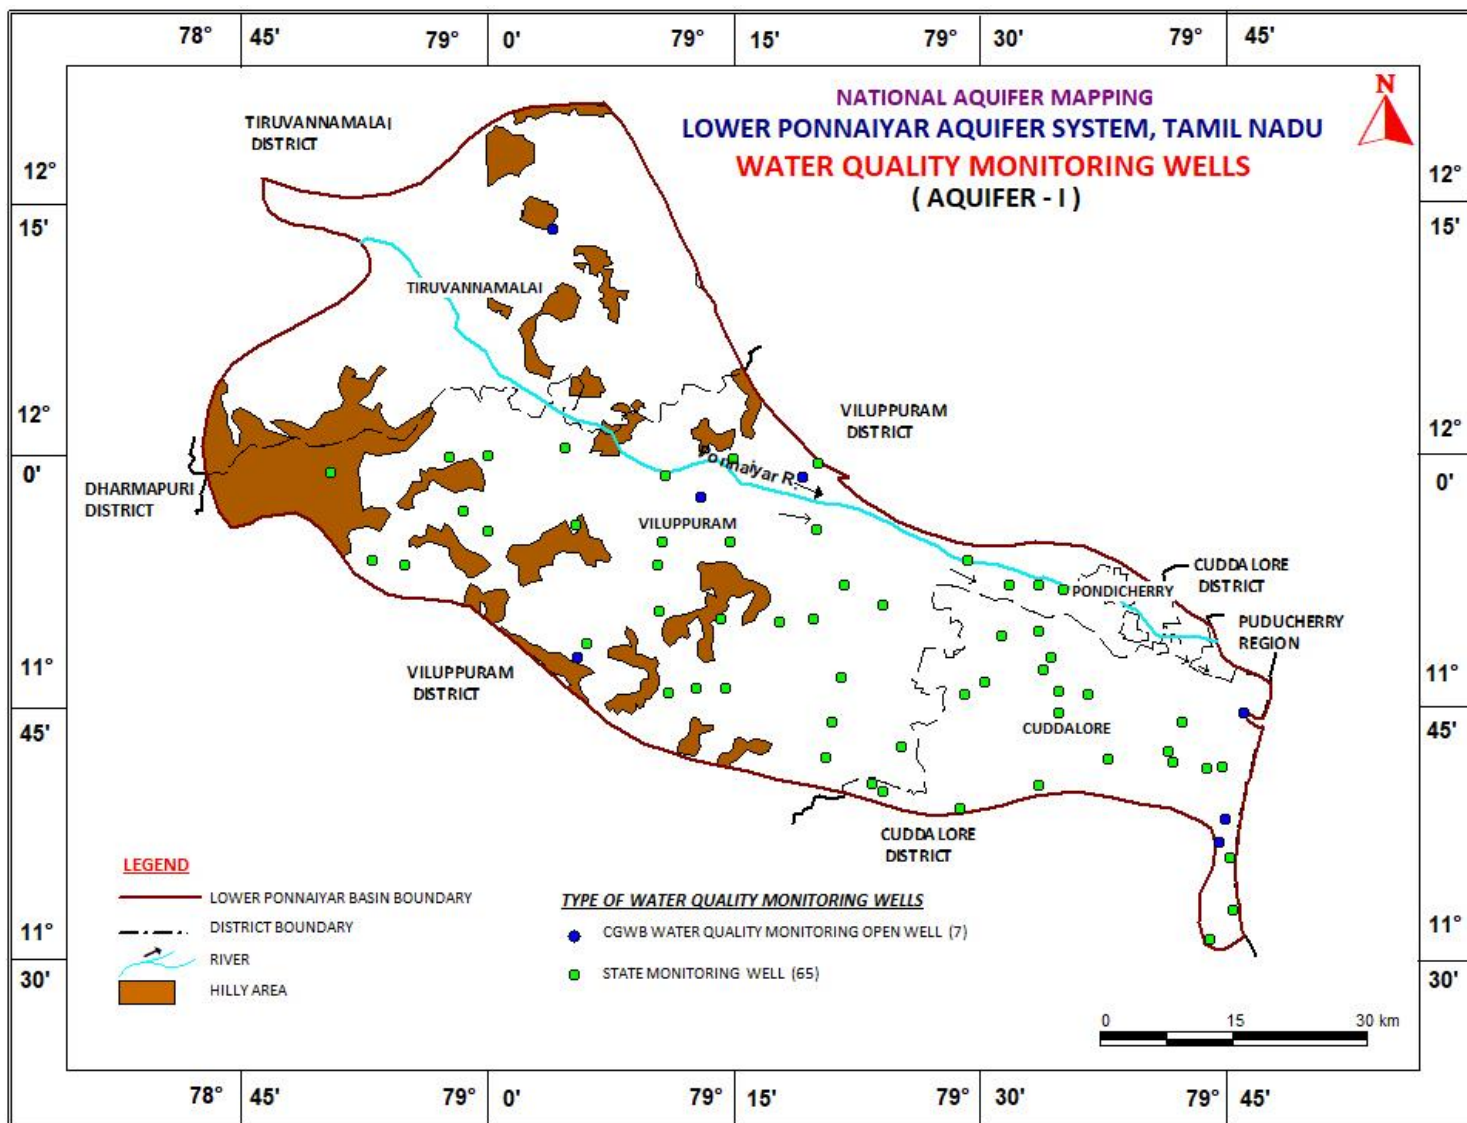 78° 45' 79° 0' 79° 15' 79° 30' 79° 45'
NATIONAL AQUIFER MAPPING
LOWER PONNAIYAR AQUIFER SYSTEM, TAMIL NADU
WATER QUALITY MONITORING WELLS
( AQUIFER - I )
N
TIRUVANNAMALAI
DISTRICT
12°
15'
12°
15'
TIRUVANNAMALAI
12°
0'
VILUPPURAM
DISTRICT
12°
0'
Ponnaiyar R.
DHARMAPURI
DISTRICT
VILUPPURAM
CUDDALORE
DISTRICT
PONDICHERRY
PUDUCHERRY
REGION
11°
45'
VILUPPURAM
DISTRICT
11°
45'
CUDDALORE
CUDDALORE
DISTRICT
LEGEND
LOWER PONNAIYAR BASIN BOUNDARY
DISTRICT BOUNDARY
RIVER
HILLY AREA
TYPE OF WATER QUALITY MONITORING WELLS
CGWB WATER QUALITY MONITORING OPEN WELL (7)
STATE MONITORING WELL (65)
11°
30'
11°
30'
0 15 30 km
78° 45' 79° 0' 79° 15' 79° 30' 79° 45'